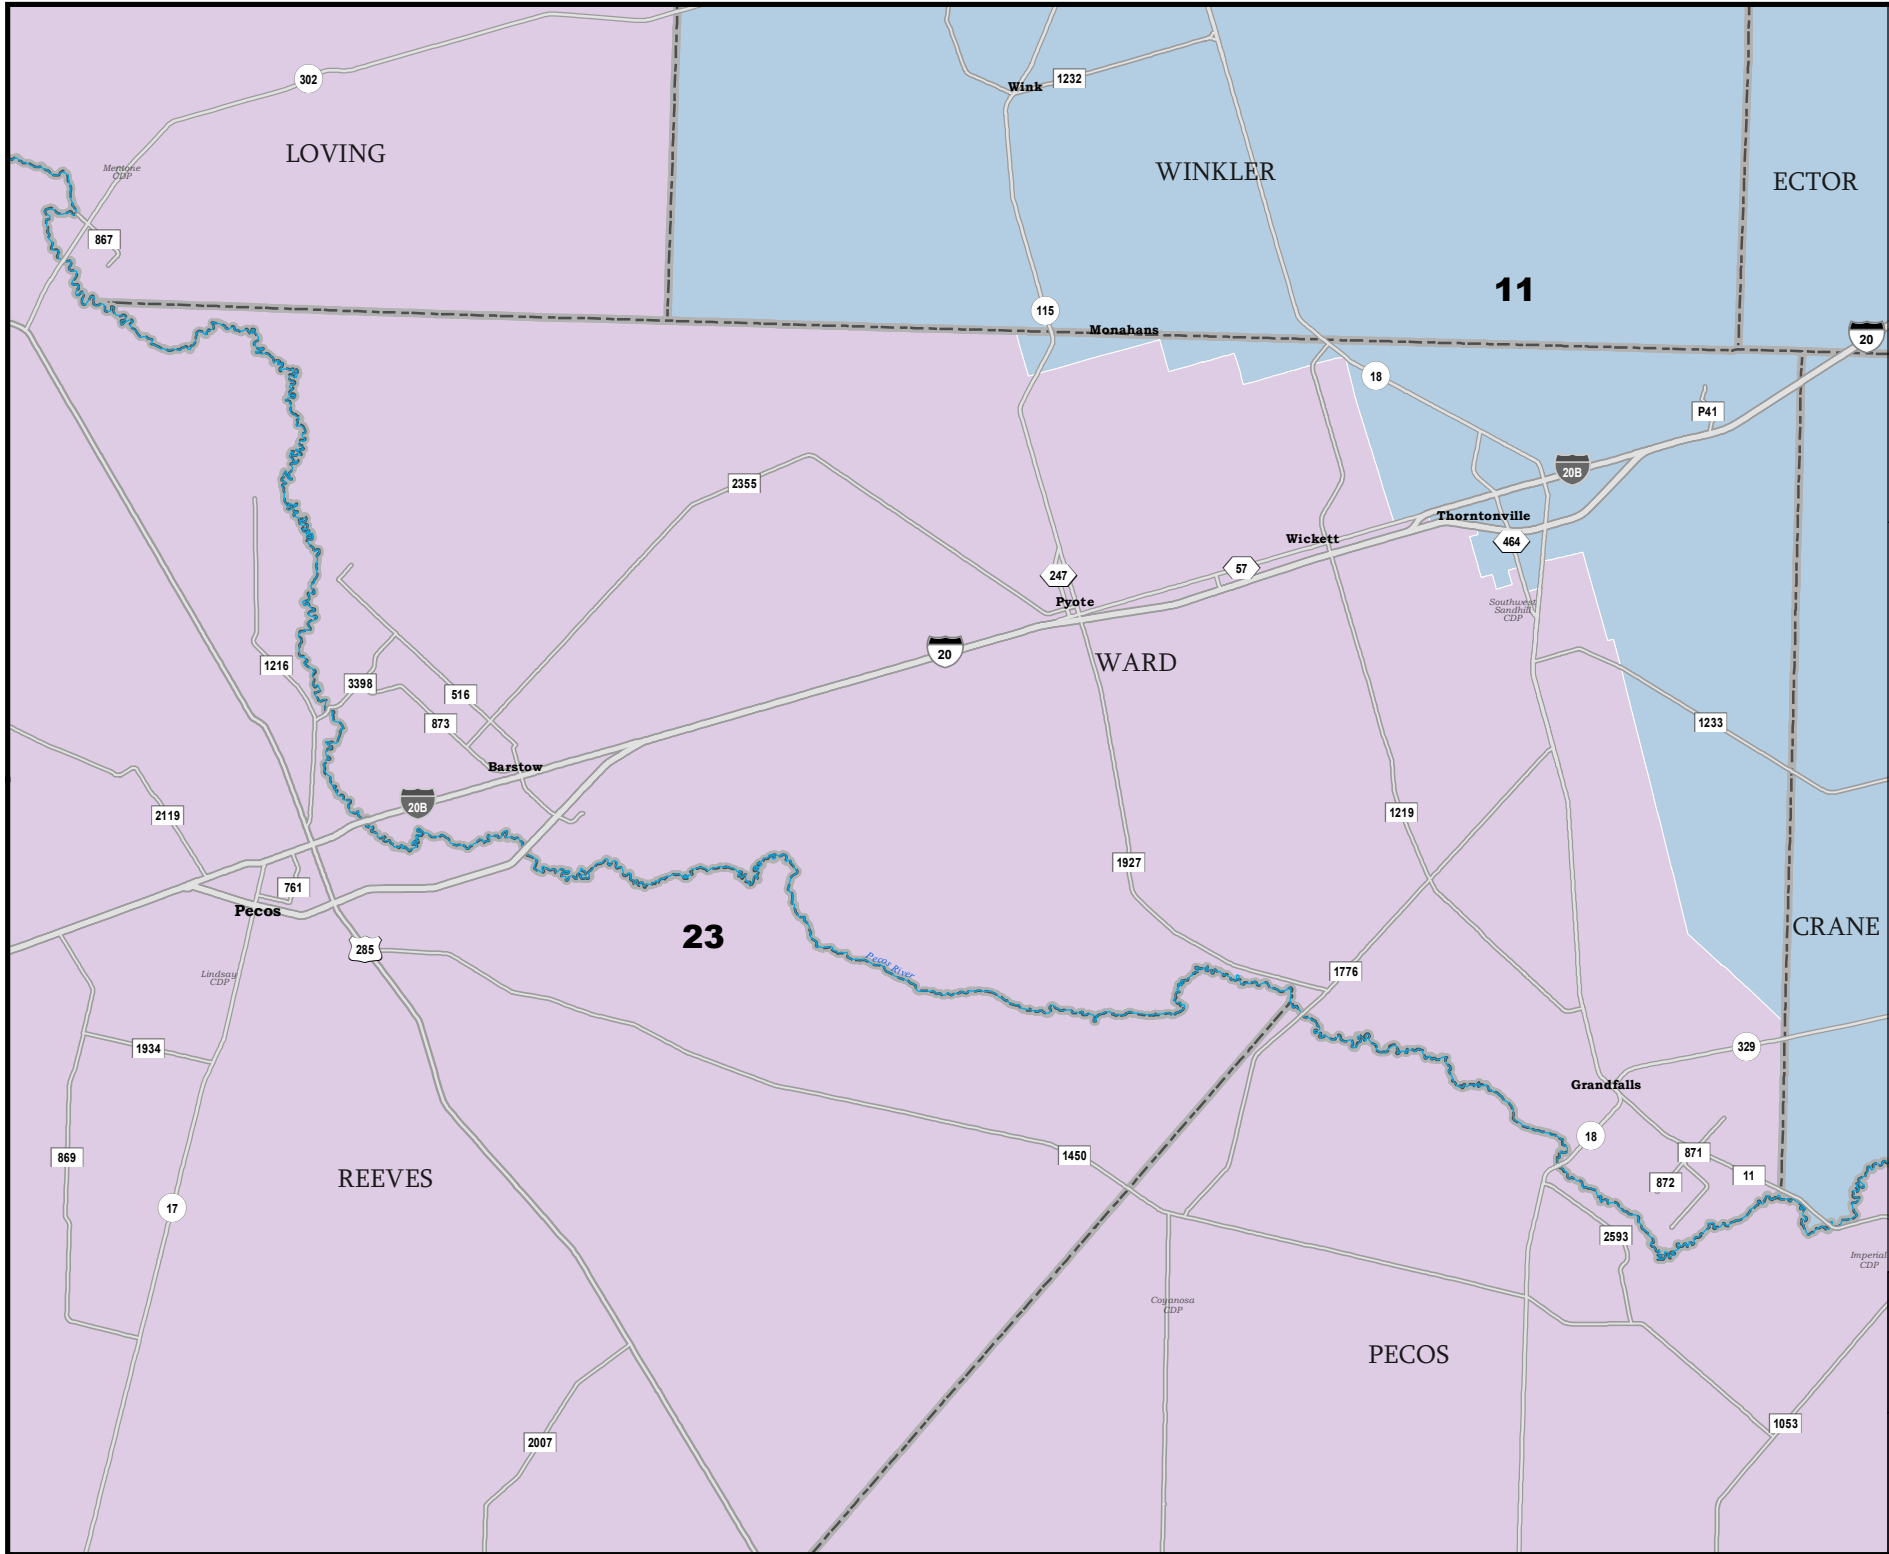 302
Wink
1232
LOVING
Mentone
CDP
WINKLER
ECTOR
867
11
115
Monahans
20
18
P41
20B
2355
Thorntonville
Wickett
464
57
247
Pyote
Southwest
Sandhill
CDP
20
WARD
1216
3398
516
873
1233
Barstow
20B
2119
1219
1927
761
Pecos
23
CRANE
285
Pecos River
1776
Lindsay
CDP
1934
329
Grandfalls
18
869
1450
871
11
872
REEVES
17
2593
Imperial
CDP
Coyanosa
CDP
PECOS
1053
2007